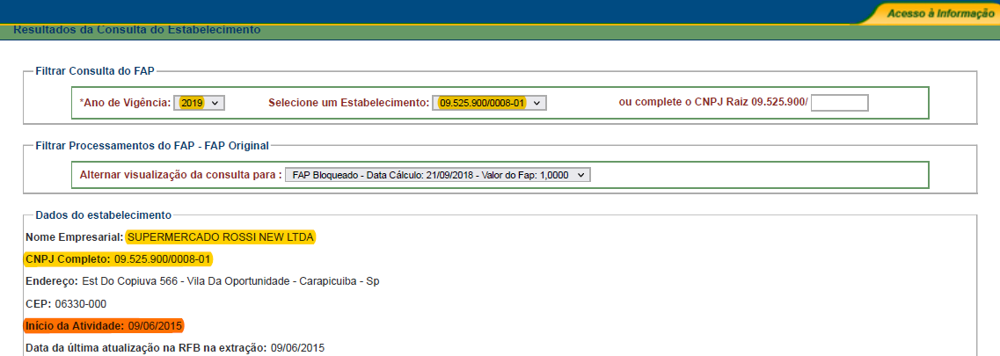 Acesso à Informação
Resultados da Consulta do Estabelecimento
Filtrar Consulta do FAP
*Ano de Vigência: 2019 Selecione um Estabelecimento: 09.525.900/0008-01 ou complete o CNPJ Raiz 09.525.900/
Filtrar Processamentos do FAP - FAP Original
Alternar visualização da consulta para : FAP Bloqueado - Data Cálculo: 21/09/2018 - Valor do Fap: 1,0000
Dados do estabelecimento
Nome Empresarial: SUPERMERCADO ROSSI NEW LTDA
CNPJ Completo: 09.525.900/0008-01
Endereço: Est Do Copiuva 566 - Vila Da Oportunidade - Carapicuiba - Sp
CEP: 06330-000
Início da Atividade: 09/06/2015
Data da última atualização na RFB na extração: 09/06/2015